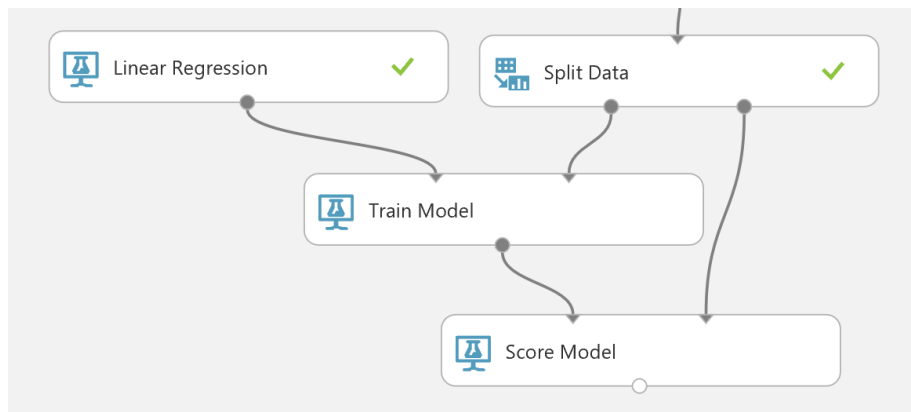 Linear Regression
Split Data
Train Model
Score Model